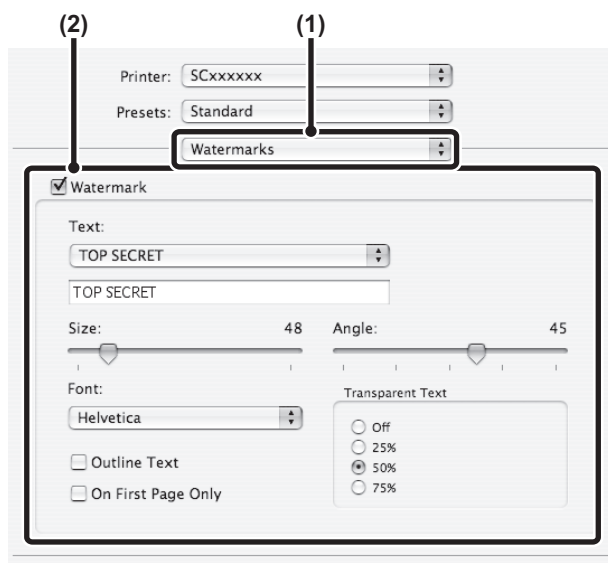 (2) (1)
Printer: SCxxxxxx
Presets: Standard
Watermarks
Watermark
Text:
TOP SECRET
TOP SECRET
Size: 48 Angle: 45
Font: Transparent Text
Helvetica
Off
25%
Outline Text
50%
On First Page Only
75%